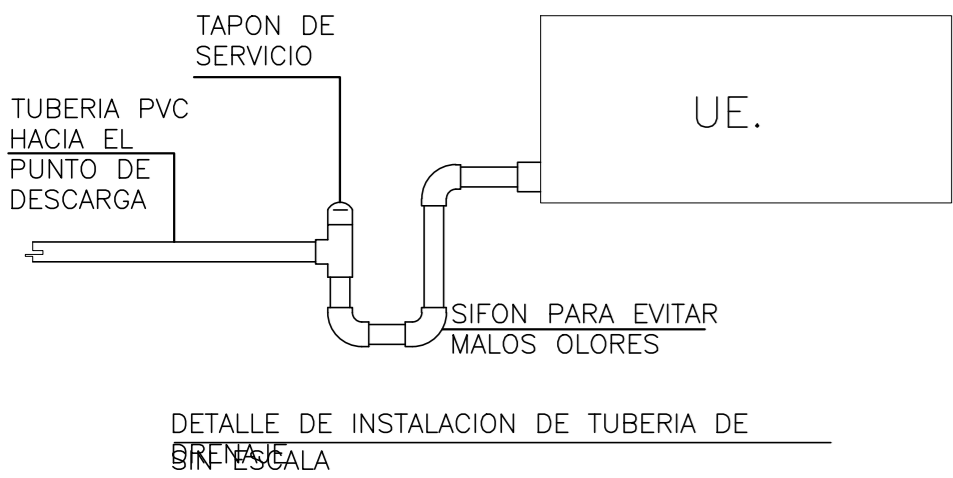 TAPON DE
SERVICIO
TUBERIA PVC
HACIA EL
PUNTO DE
DESCARGA
UE.
SIFON PARA EVITAR
MALOS OLORES
DETALLE DE INSTALACION DE TUBERIA DE
DRENAJE
SIN ESCALA